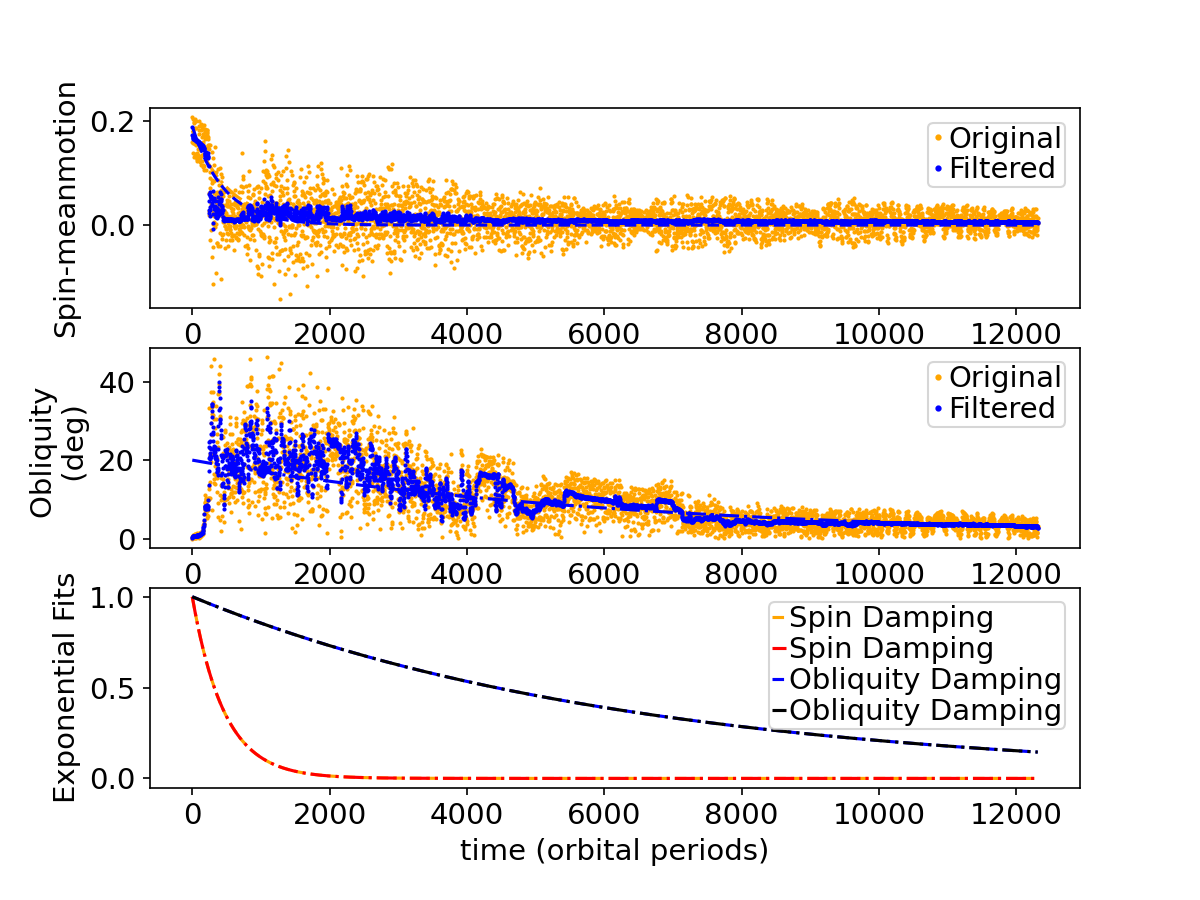 Spin-meanmotion
0.2
0.0
Original
Filtered
0
2000
4000
6000
8000
10000
12000
Obliquity
(deg)
40
20
0
Original
Filtered
0
2000
4000
6000
8000
10000
12000
Exponential Fits
1.0
0.5
0.0
Spin Damping
Spin Damping
Obliquity Damping
Obliquity Damping
0
2000
4000
6000
8000
10000
12000
time (orbital periods)